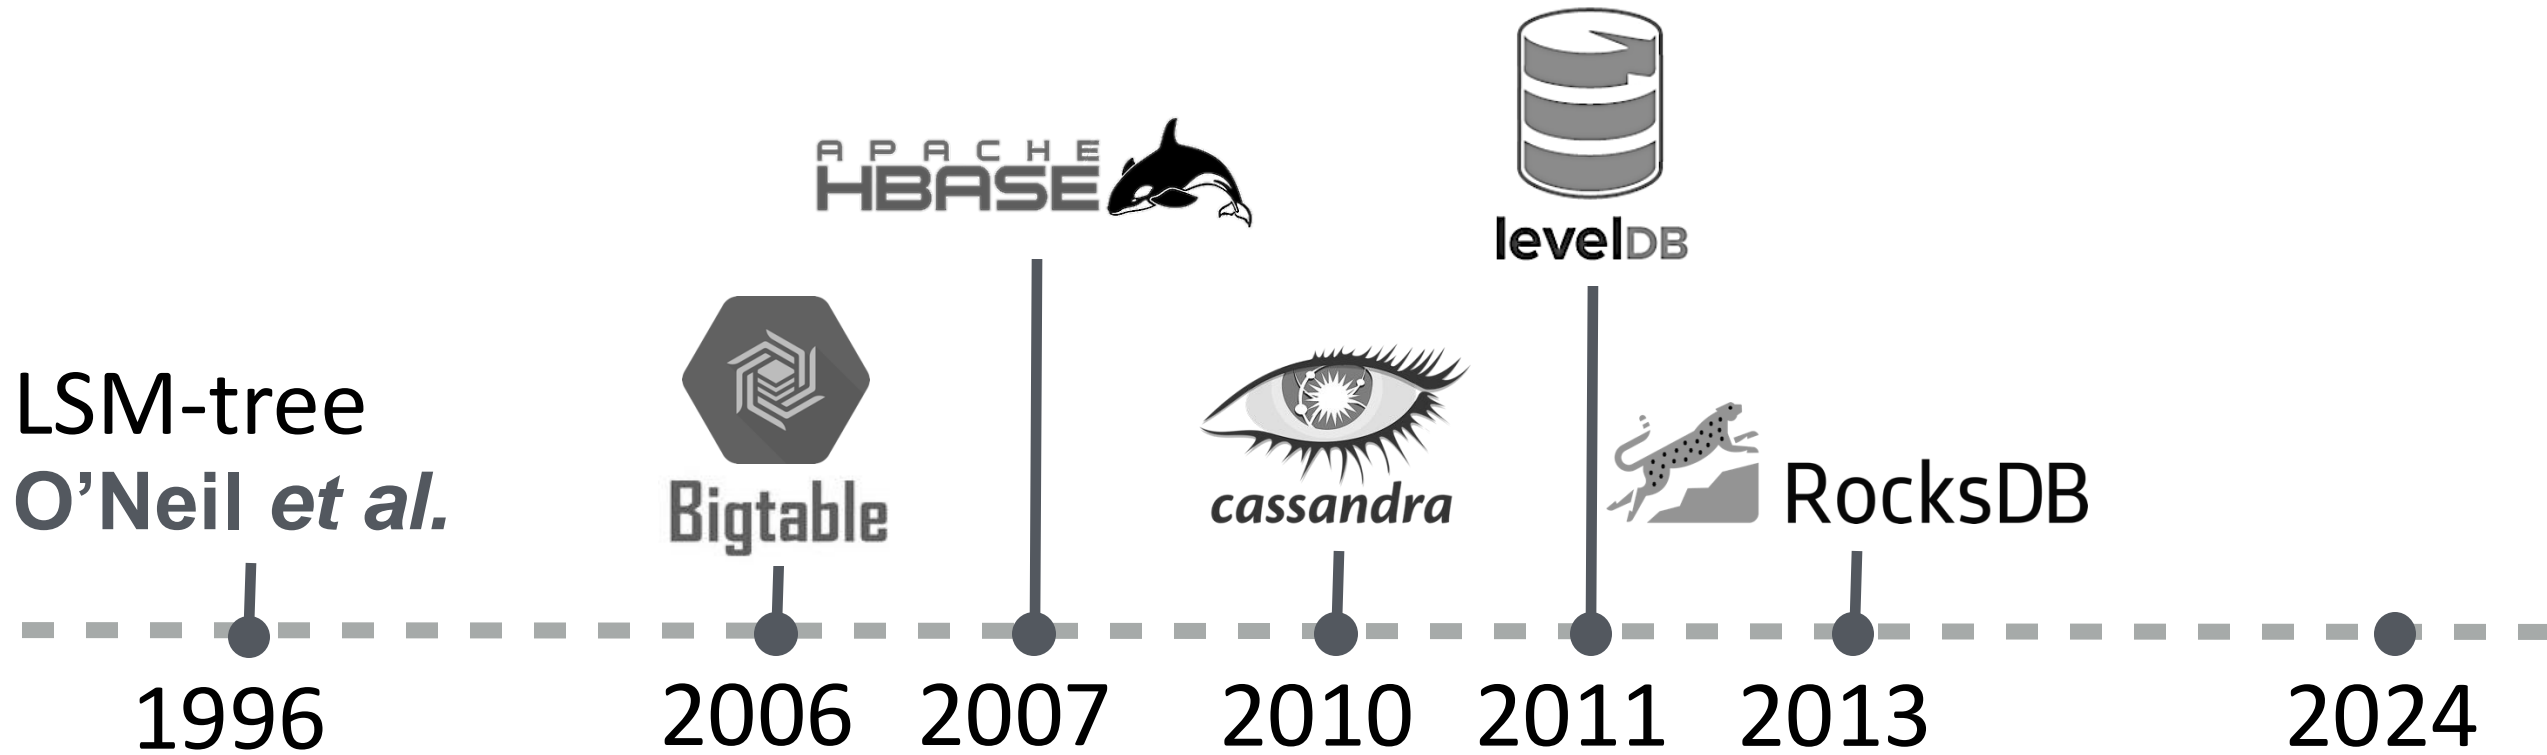 APACHE
HBASE
levelDB
LSM-tree
O’Neil et al.
Bigtable
cassandra
RocksDB
1996
2006
2007
2010
2011
2013
2024